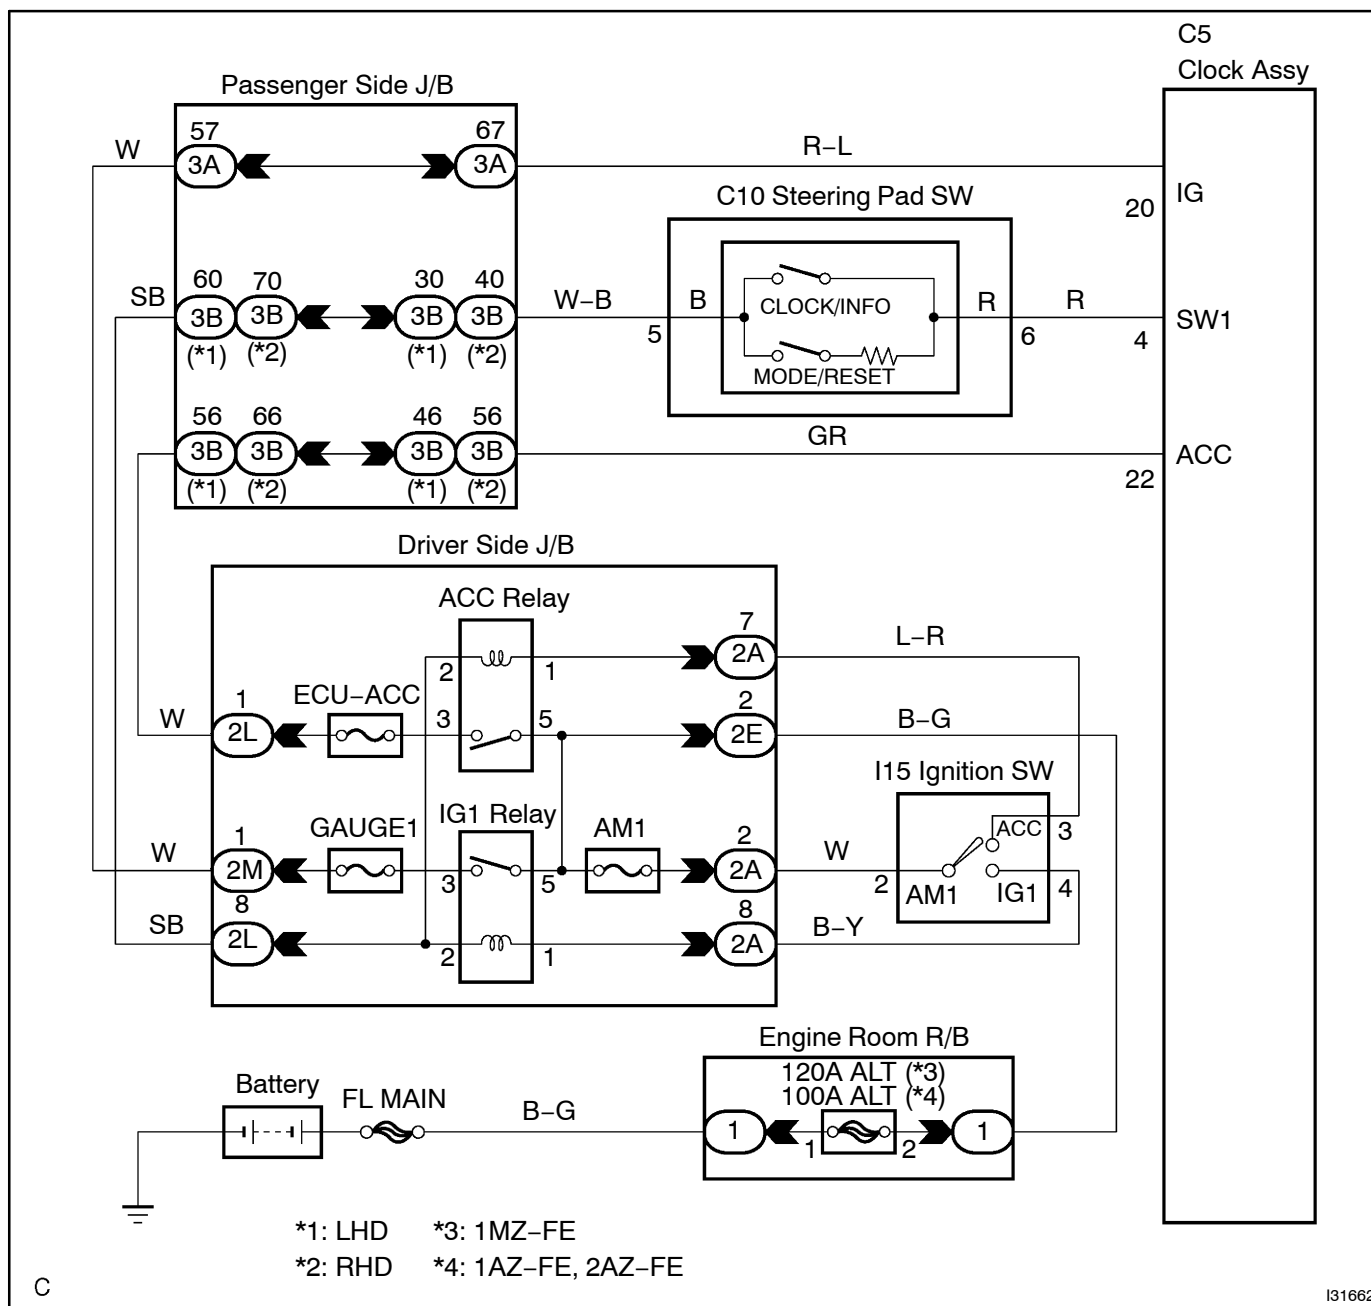 C5
Clock Assy
Passenger Side J/B
57
67
W
3A
3A
R−L
IG
20
C10 Steering Pad SW
60
70
30
40
SB
3B
3B
3B
3B
W−B
B
CLOCK/INFO
R
R
SW1
(*1)
(*2)
(*1)
(*2)
5
6
4
MODE/RESET
56
66
46
56
GR
3B
3B
3B
3B
ACC
(*1)
(*2)
(*1)
(*2)
22
Driver Side J/B
ACC Relay
7
L−R
2A
2
1
1
ECU−ACC
2
W
3
5
B−G
2L
2E
I15 Ignition SW
IG1 Relay
1
GAUGE1
AM1
2
ACC
3
W
W
2M
3
5
2A
2
AM1
IG1
4
8
8
SB
B−Y
2L
2
1
2A
Engine Room R/B
120A ALT (*3)
100A ALT (*4)
Battery
FL MAIN
B−G
1
1
2
1
*1: LHD
*3: 1MZ−FE
*2: RHD
*4: 1AZ−FE, 2AZ−FE
C
I31662